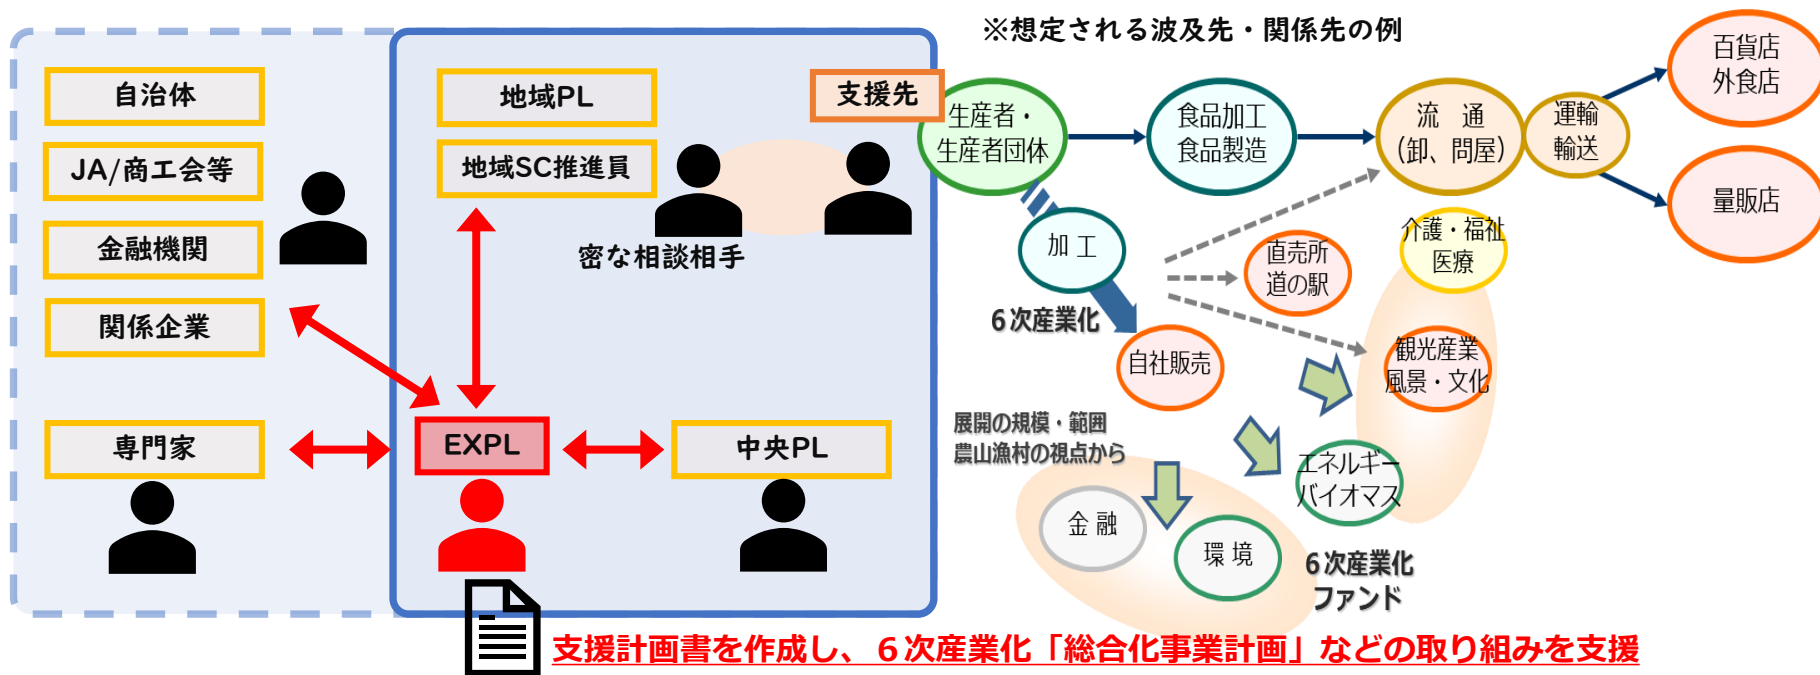 ※想定される波及先・関係先の例
自治体
JA/商工会等
金融機関
関係企業
専門家
地域PL
地域SC推進員
支援先
密な相談相手
EXPL
中央PL
生産者・
生産者団体
食品加工
食品製造
流　通
（卸、問屋）
運輸
輸送
百貨店
外食店
量販店
加 工
６次産業化
自社販売
直売所
道の駅
介護・福祉
医療
観光産業
風景・文化
展開の規模・範囲
農山漁村の視点から
エネルギー
バイオマス
金 融
環 境
６次産業化
ファンド
支援計画書を作成し、６次産業化「総合化事業計画」などの取り組みを支援